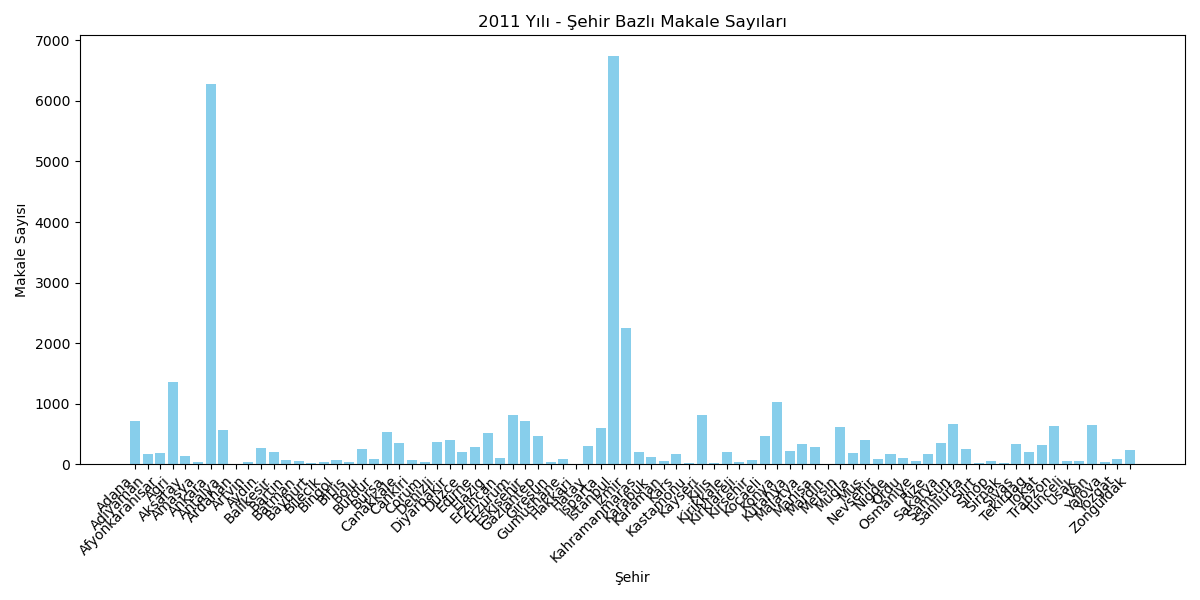 2011 Yılı - Şehir Bazlı Makale Sayıları
Makale Sayısı
7000
6000
5000
4000
3000
2000
1000
0
Adana
Adıyaman
Afyonkarahisar
Ağrı
Aksaray
Amasya
Ankara
Antalya
Ardahan
Artvin
Aydın
Balıkesir
Bartın
Batman
Bayburt
Bilecik
Bingöl
Bitlis
Bolu
Burdur
Bursa
Çanakkale
Çankırı
Çorum
Denizli
Diyarbakır
Düzce
Edirne
Elazığ
Erzincan
Erzurum
Eskişehir
Gaziantep
Giresun
Gümüşhane
Hakkari
Hatay
Isparta
İstanbul
Kahramanmaraş
Karabük
Karaman
Kars
Kastamonu
Kayseri
Kilis
Kırıkkale
Kırklareli
Kırşehir
Kocaeli
Konya
Kütahya
Malatya
Manisa
Mardin
Mersin
Muğla
Muş
Nevşehir
Niğde
Ordu
Osmaniye
Rize
Sakarya
Samsun
Şanlıurfa
Siirt
Sinop
Sivas
Tekirdağ
Tokat
Trabzon
Tunceli
Uşak
Van
Yalova
Yozgat
Zonguldak
Şehir